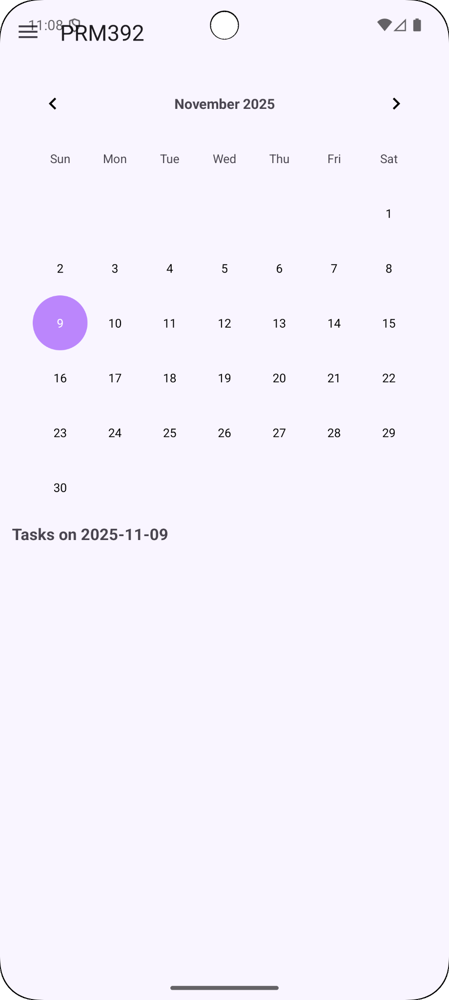 11:08
PRM392
November 2025
Sun Mon Tue Wed Thu Fri Sat
1
2 3 4 5 6 7 8
9 10 11 12 13 14 15
16 17 18 19 20 21 22
23 24 25 26 27 28 29
30
Tasks on 2025-11-09